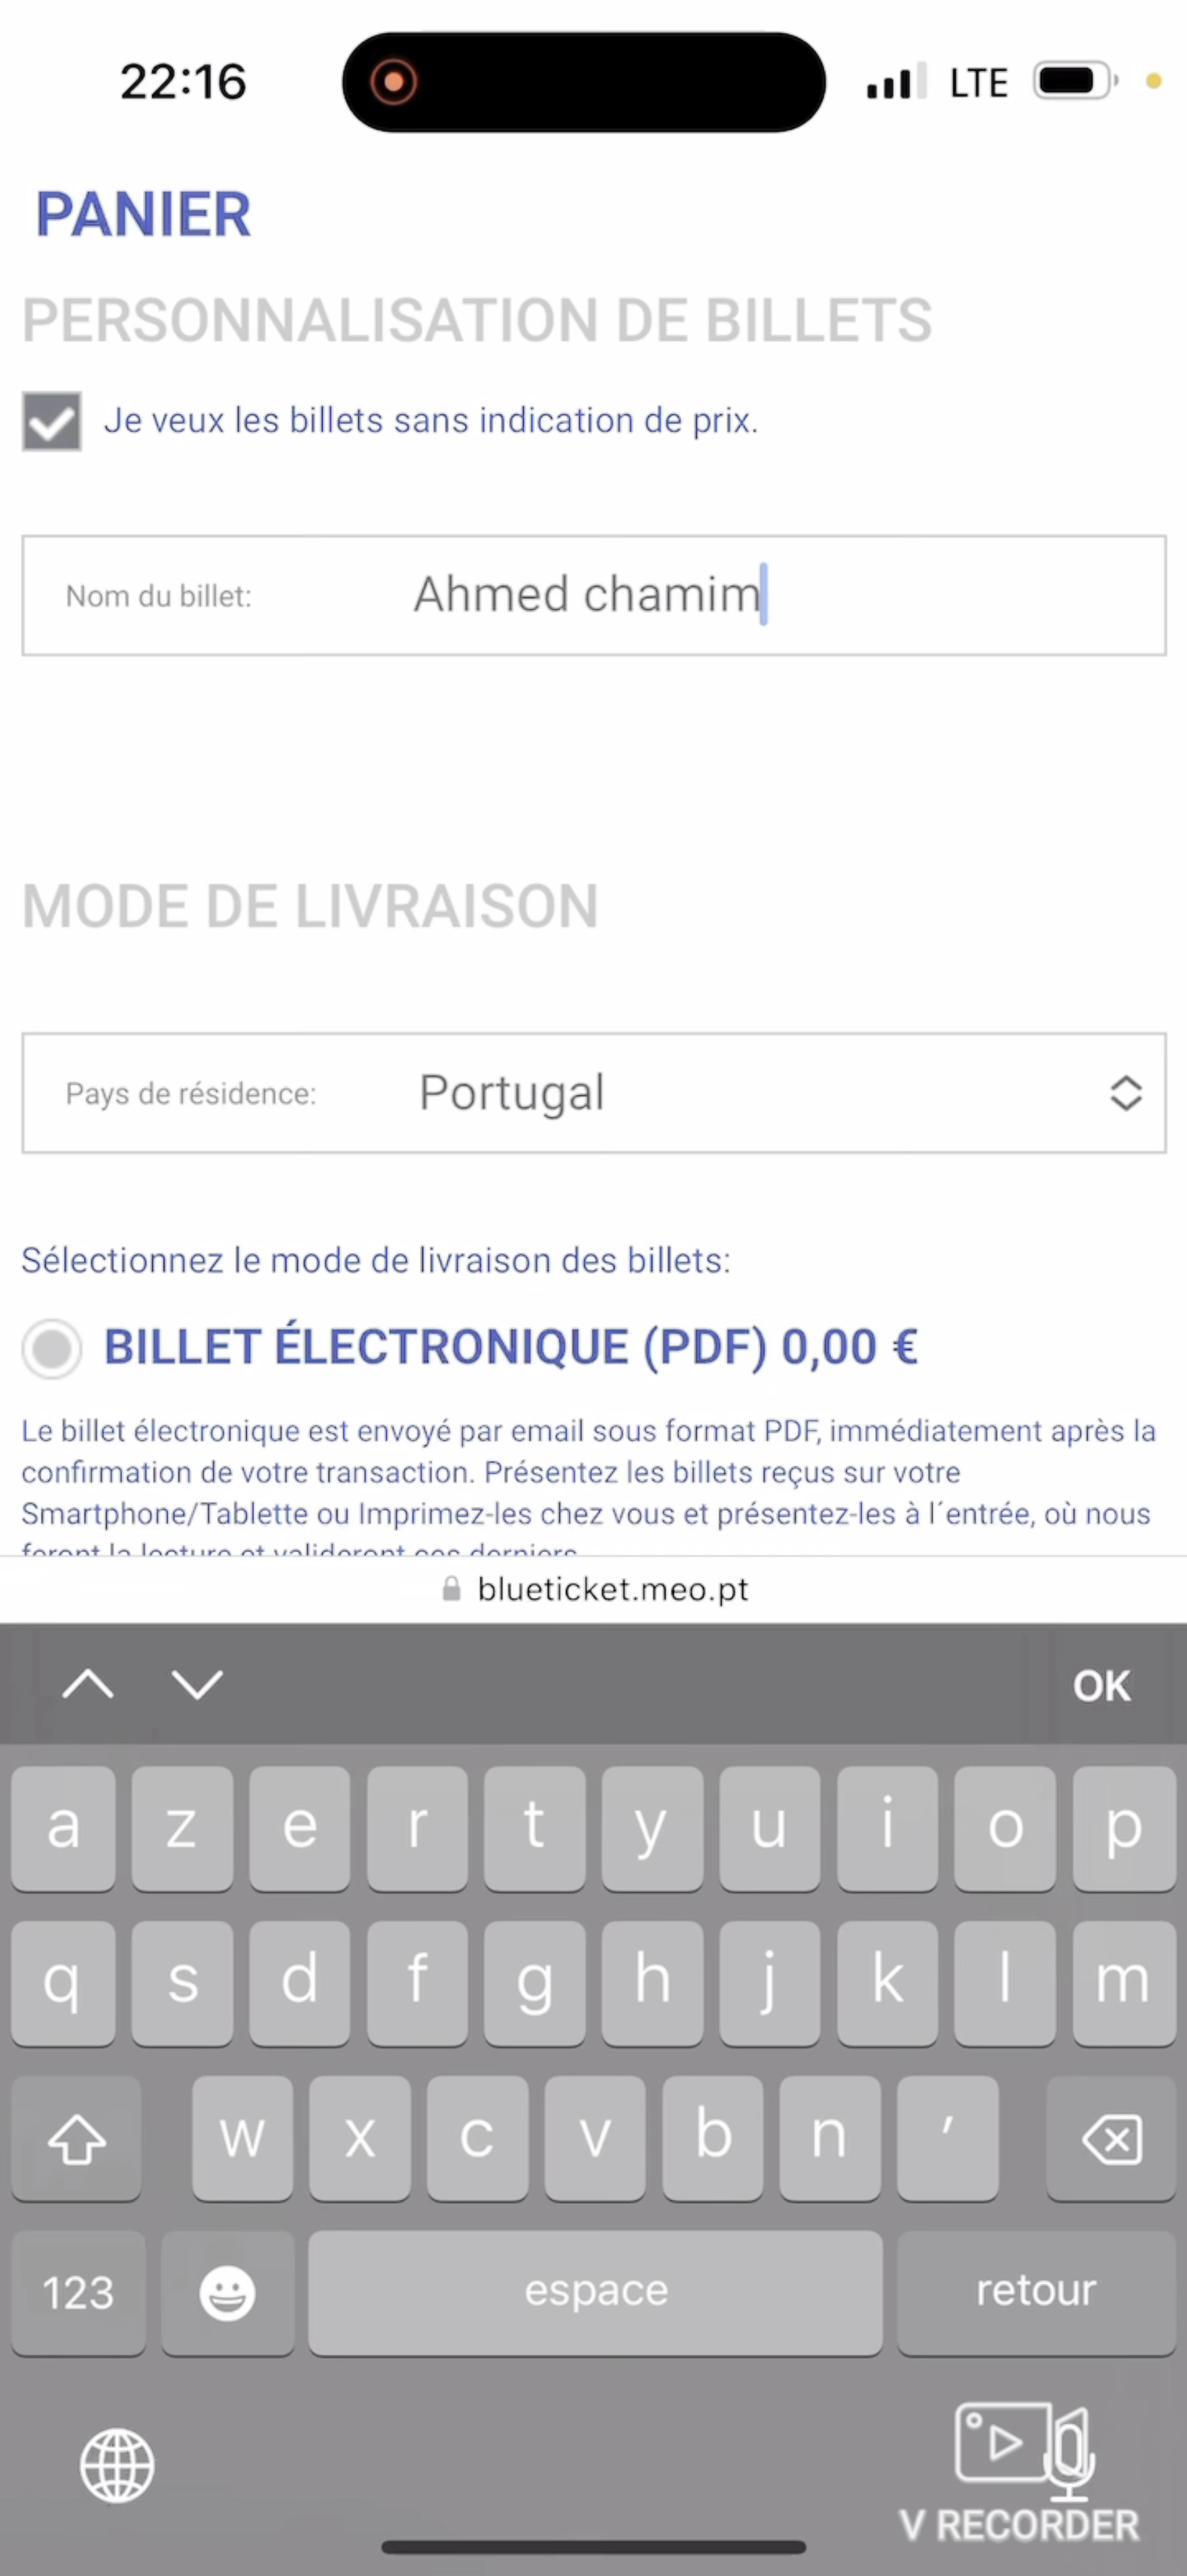 22:16 LTE
PANIER
PERSONNALISATION DE BILLETS
Je veux les billets sans indication de prix.
Nom du billet: Ahmed chamim
MODE DE LIVRAISON
Pays de résidence: Portugal
Sélectionnez le mode de livraison des billets:
BILLET ÉLECTRONIQUE (PDF) 0,00 €
Le billet électronique est envoyé par email sous format PDF, immédiatement après la
confirmation de votre transaction. Présentez les billets reçus sur votre
Smartphone/Tablette ou Imprimez-les chez vous et présentez-les à l´entrée, où nous
feront la lecture et valideront ces derniers
blueticket.meo.pt
OK
a z e r t y u i o p
q s d f g h j k l m
w x c v b n ′
123 espace retour
V RECORDER